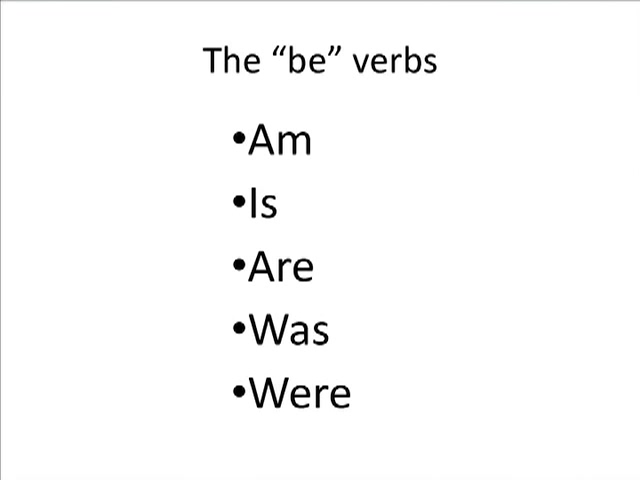 The “be” verbs
•Am
•Is
•Are
•Was
•Were